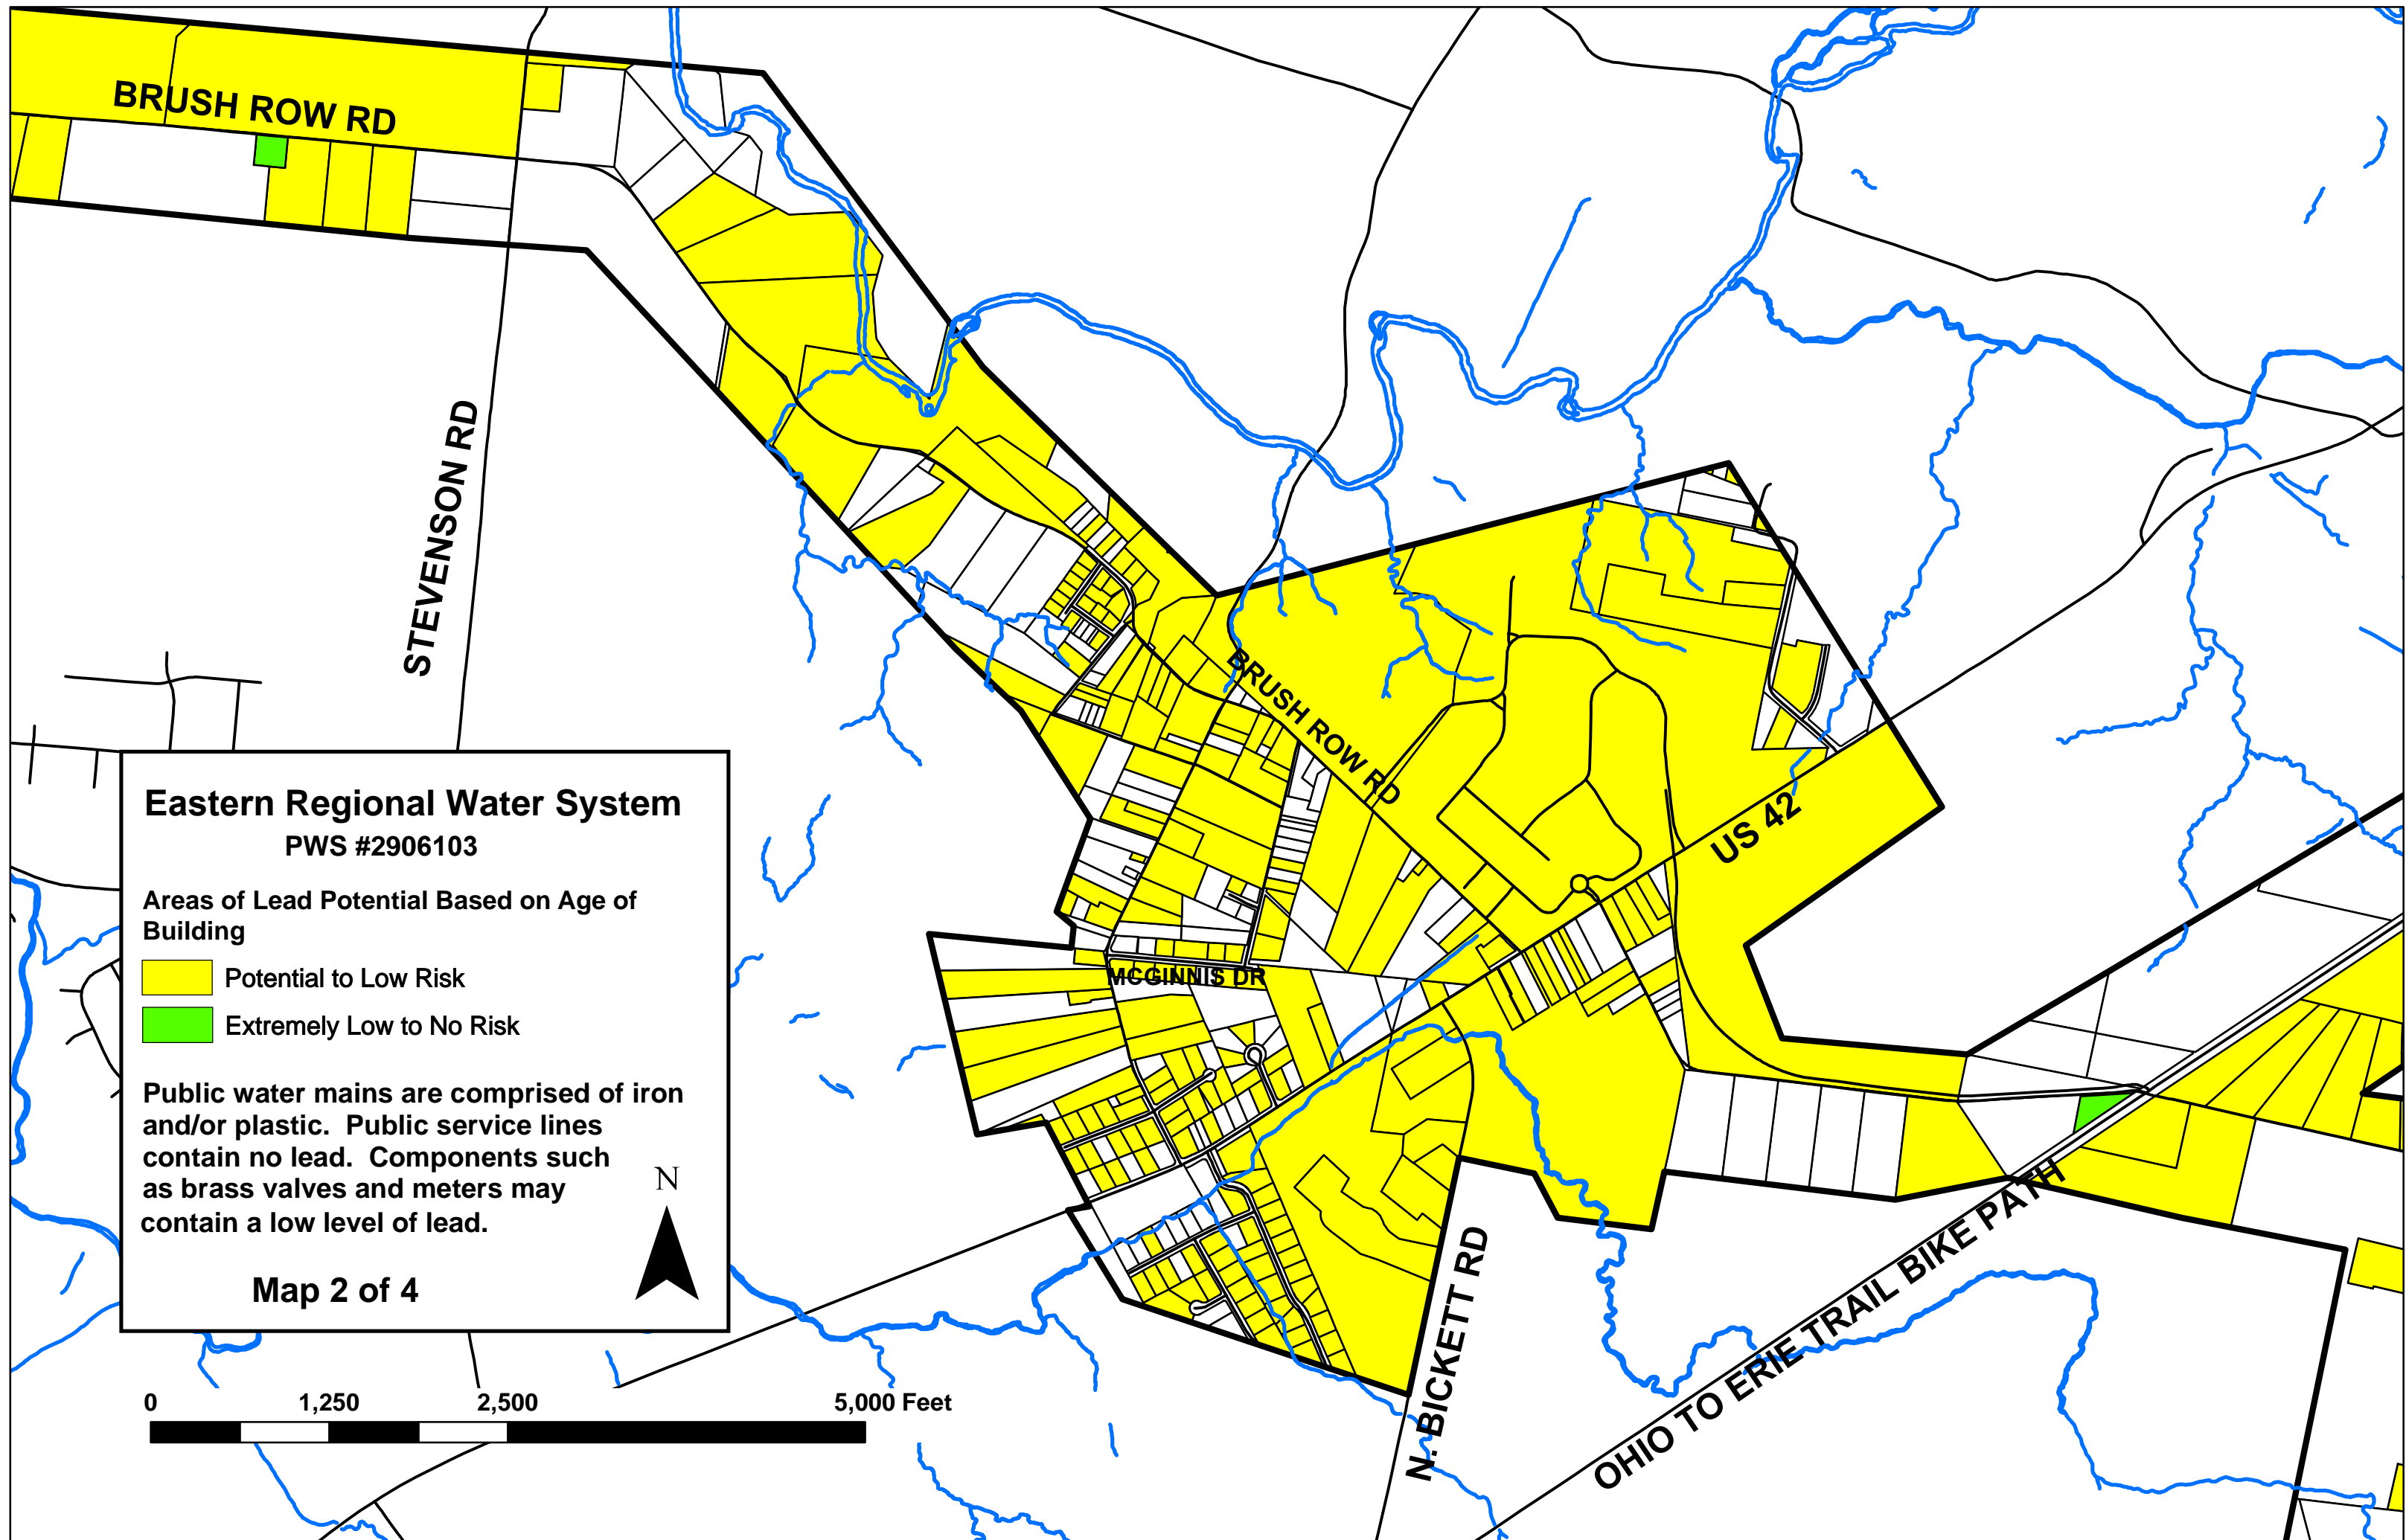 BRUSH ROW RD
STEVENSON RD
BRUSH ROW RD
US 42
MCGINNIS DR
N. BICKETT RD
OHIO TO ERIE TRAIL BIKE PATH
Eastern Regional Water System
PWS #2906103
Areas of Lead Potential Based on Age of
Building
Potential to Low Risk
Extremely Low to No Risk
Public water mains are comprised of iron
and/or plastic.  Public service lines
contain no lead.  Components such
as brass valves and meters may
contain a low level of lead.
N
Map 2 of 4
0 1,250 2,500 5,000 Feet